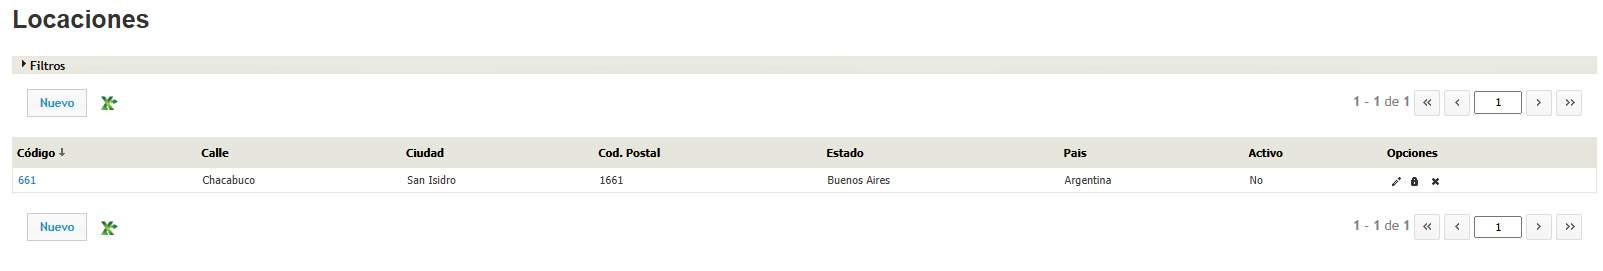 Locaciones
Filtros
Nuevo 1 - 1 de 1 « ‹ 1 › »
Código Calle Ciudad Cod. Postal Estado Pais Activo Opciones
661 Chacabuco San Isidro 1661 Buenos Aires Argentina No
Nuevo 1 - 1 de 1 « ‹ 1 › »